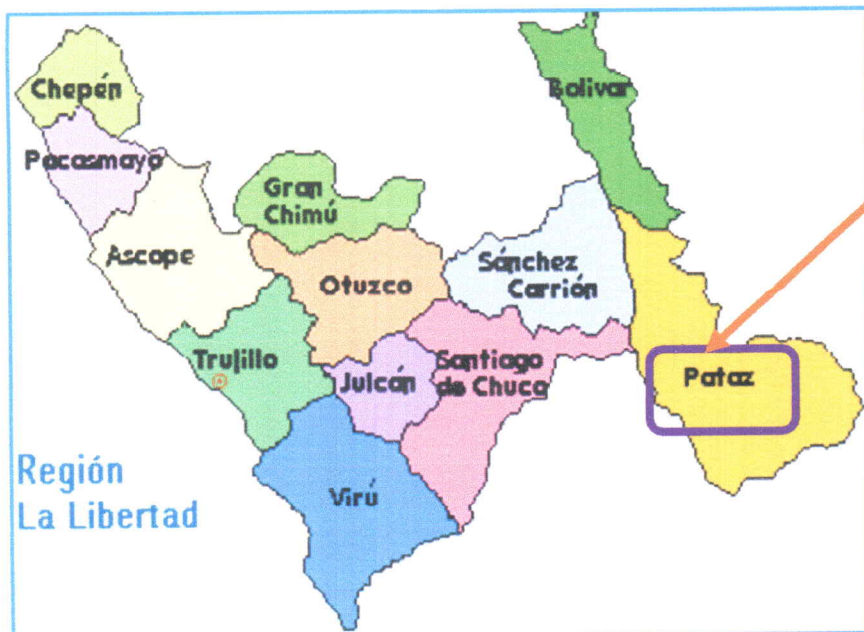 Chepén
Pacasmayo
Ascope
Gran
Chimú
Otuzco
Bolivar
Sánchez
Carrión
Trujillo
Julcán
Santiago
de Chuco
Pataz
Virú
Región
La Libertad